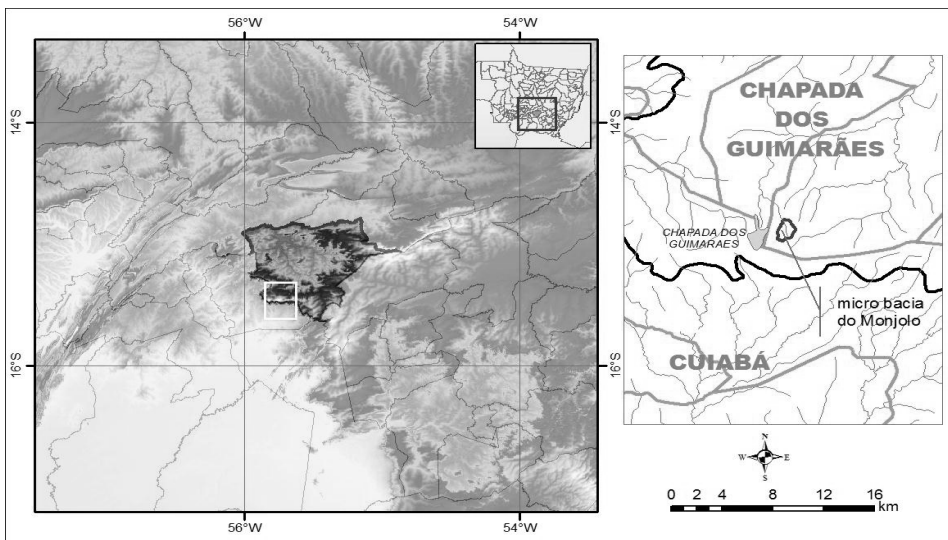 56°W
54°W
14°S
14°S
16°S
16°S
56°W
54°W
CHAPADA
DOS
GUIMARÃES
CHAPADA DOS
GUIMARAES
micro bacia
do Monjolo
CUIABÁ
N
W
E
S
0 2 4 8 12 16
km